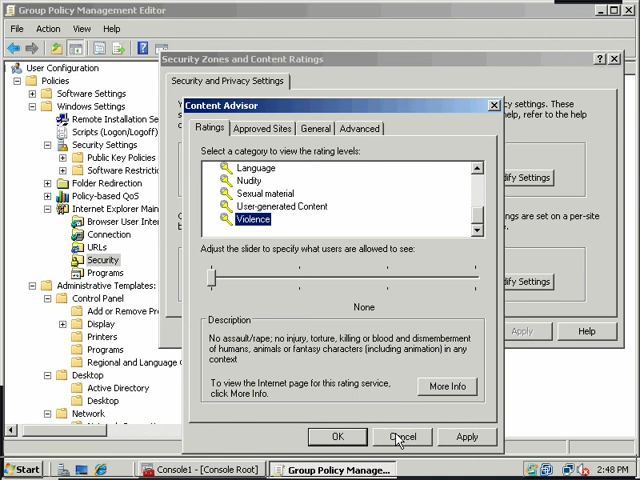 Group Policy Management Editor
File Action View Help
User Configuration
Policies
Software Settings
Windows Settings
Remote Installation Se
Scripts (Logon/Logoff)
Security Settings
Public Key Policies
Software Restrictio
Folder Redirection
Policy-based QoS
Internet Explorer Main
Browser User Inter
Connection
URLs
Security
Programs
Administrative Templates:
Control Panel
Add or Remove Pro
Display
Printers
Programs
Regional and Language O
Desktop
Active Directory
Desktop
Network
Security Zones and Content Ratings
Security and Privacy Settings
cy settings. These
help, refer to the help
dify Settings
ngs are set on a per-site
dify Settings
Apply
Help
Content Advisor
Ratings Approved Sites General Advanced
Select a category to view the rating levels:
Language
Nudity
Sexual material
User-generated Content
Violence
Adjust the slider to specify what users are allowed to see:
None
Description
No assault/rape; no injury, torture, killing or blood and dismemberment
of humans, animals or fantasy characters (including animation) in any
context
To view the Internet page for this rating service,
click More Info.
More Info
OK Cancel Apply
Start
Console1 - [Console Root]
Group Policy Manage...
2:48 PM